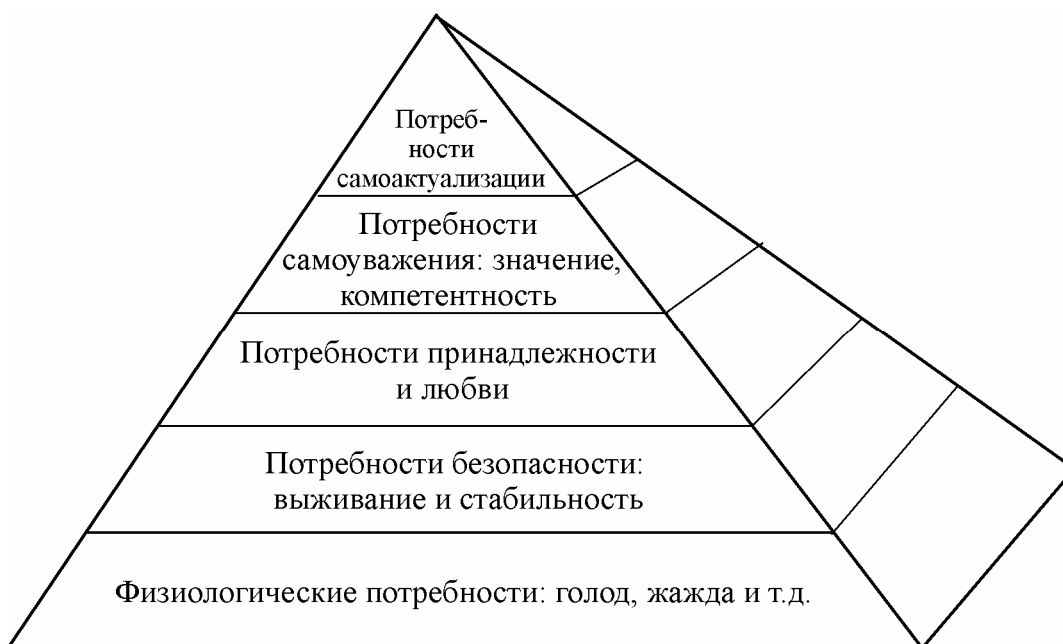 Потреб-
ности
самоактуализации
Потребности
самоуважения: значение,
компетентность
Потребности принадлежности
и любви
Потребности безопасности:
выживание и стабильность
Физиологические потребности: голод, жажда и т.д.